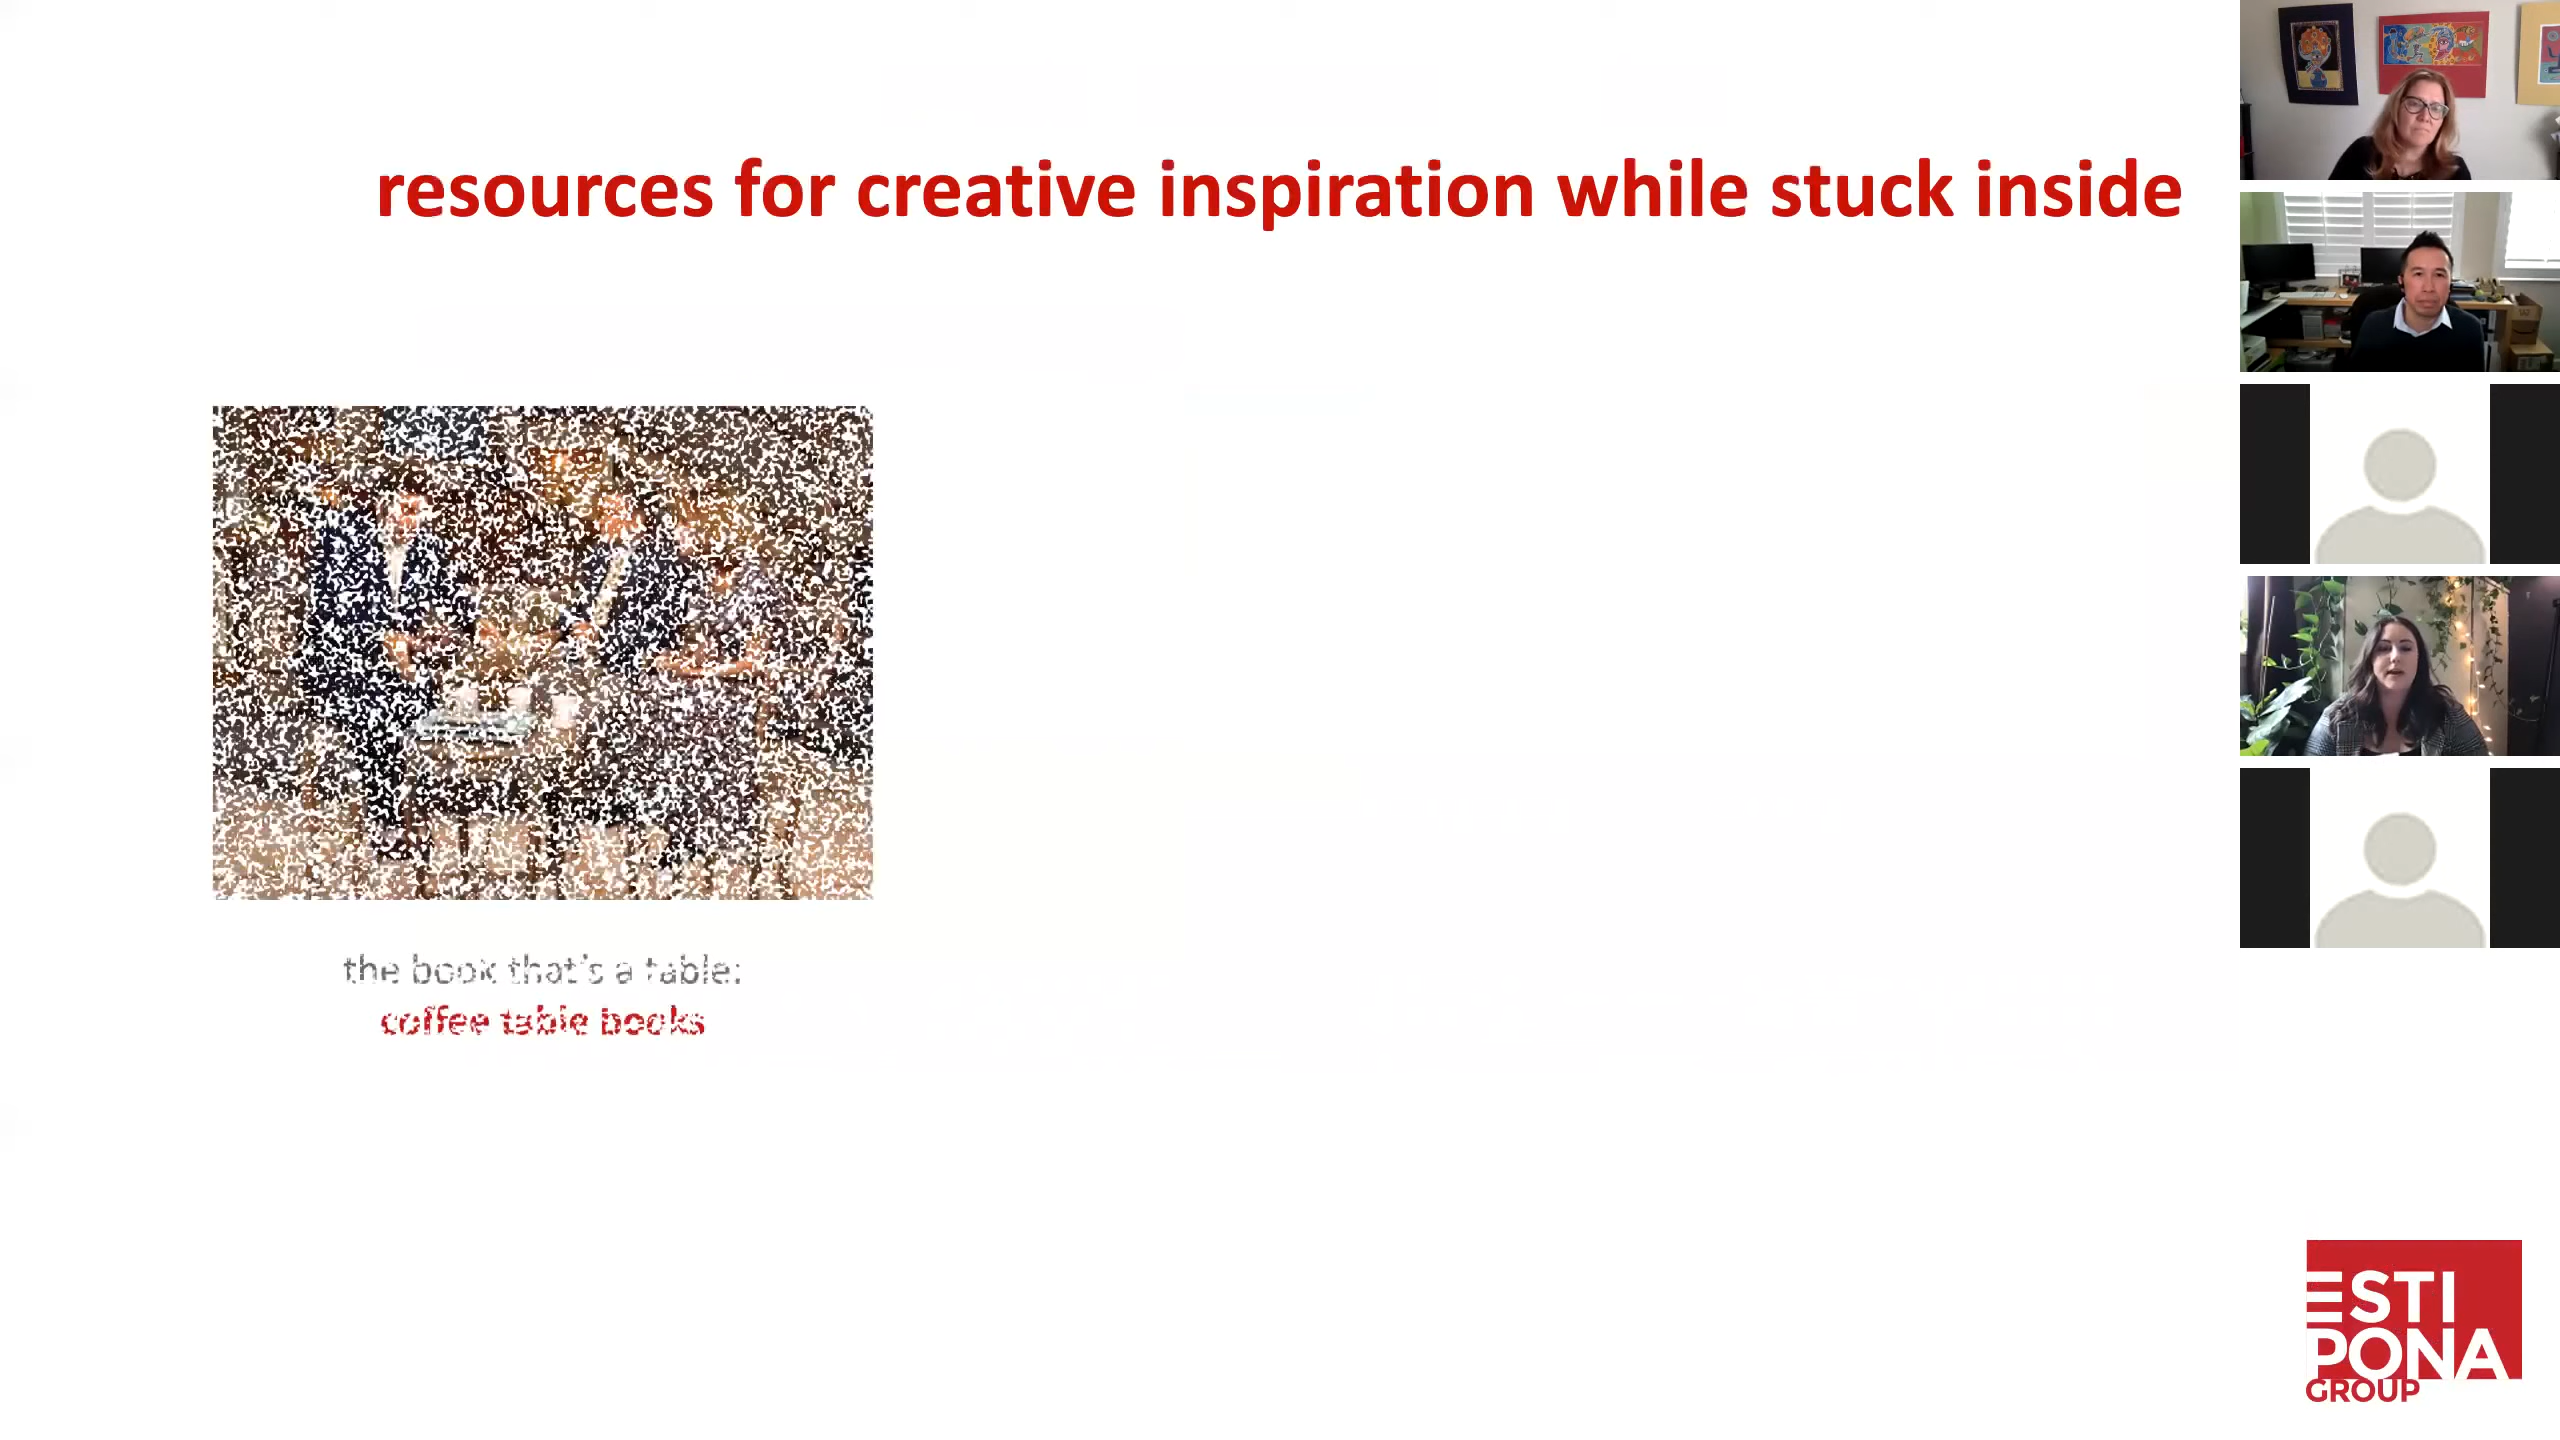 resources for creative inspiration while stuck inside
the book that's a table:
coffee table books
ESTI
PONA
GROUP